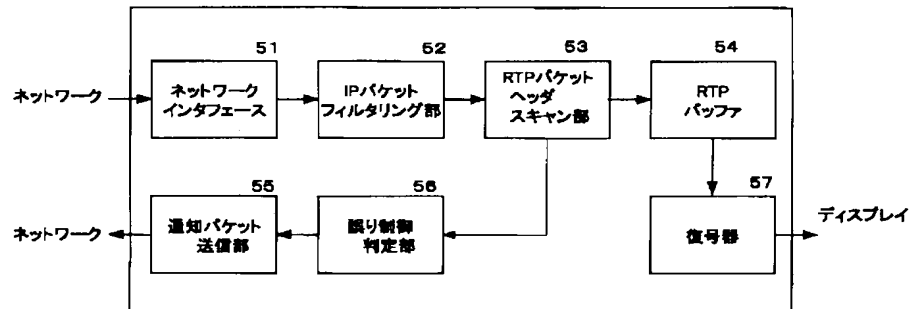 51
52
53
54
ネットワーク
ネットワーク
インタフェース
IPパケット
フィルタリング部
RTPパケット
ヘッダ
スキャン部
RTP
バッファ
55
56
57
ネットワーク
通知パケット
送信部
誤り制御
判定部
復号器
ディスプレイ